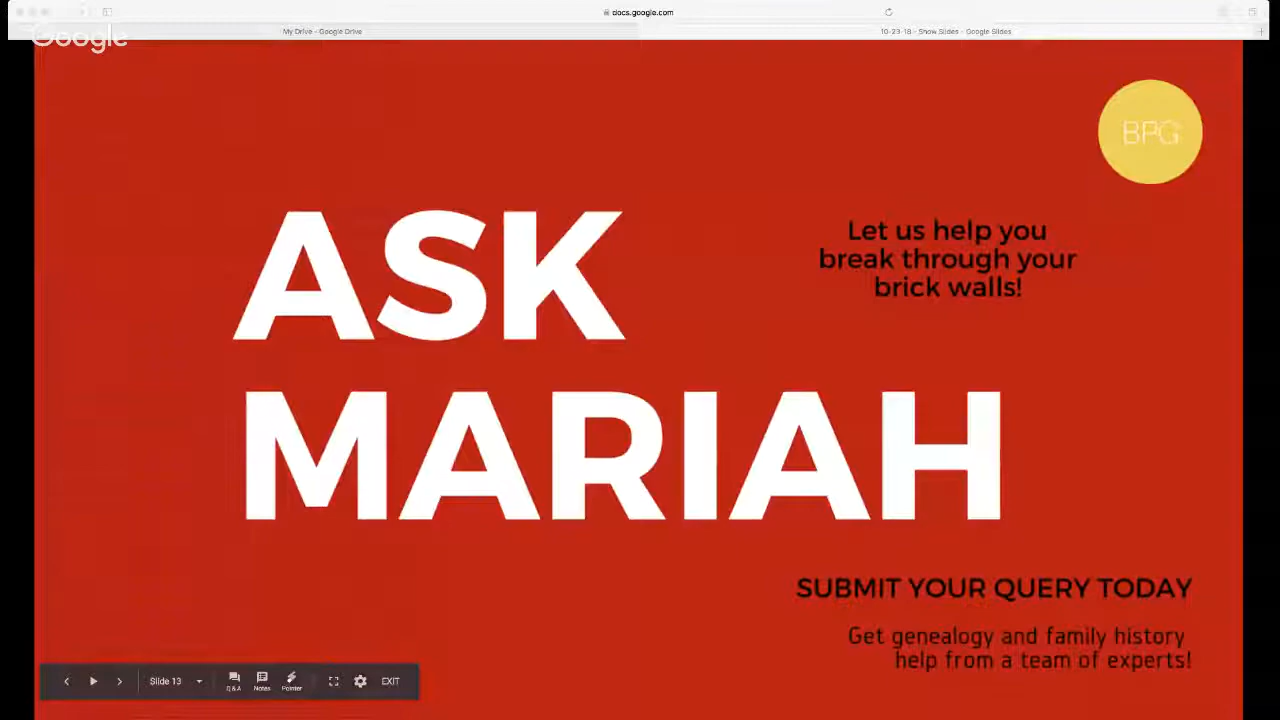 docs.google.com
Google
My Drive - Google Drive
10-23-18 - Show Slides - Google Slides
BPG
ASK
MARIAH
Let us help you
break through your
brick walls!
SUBMIT YOUR QUERY TODAY
Get genealogy and family history
help from a team of experts!
Slide 13
Q & A
Notes
Pointer
EXIT